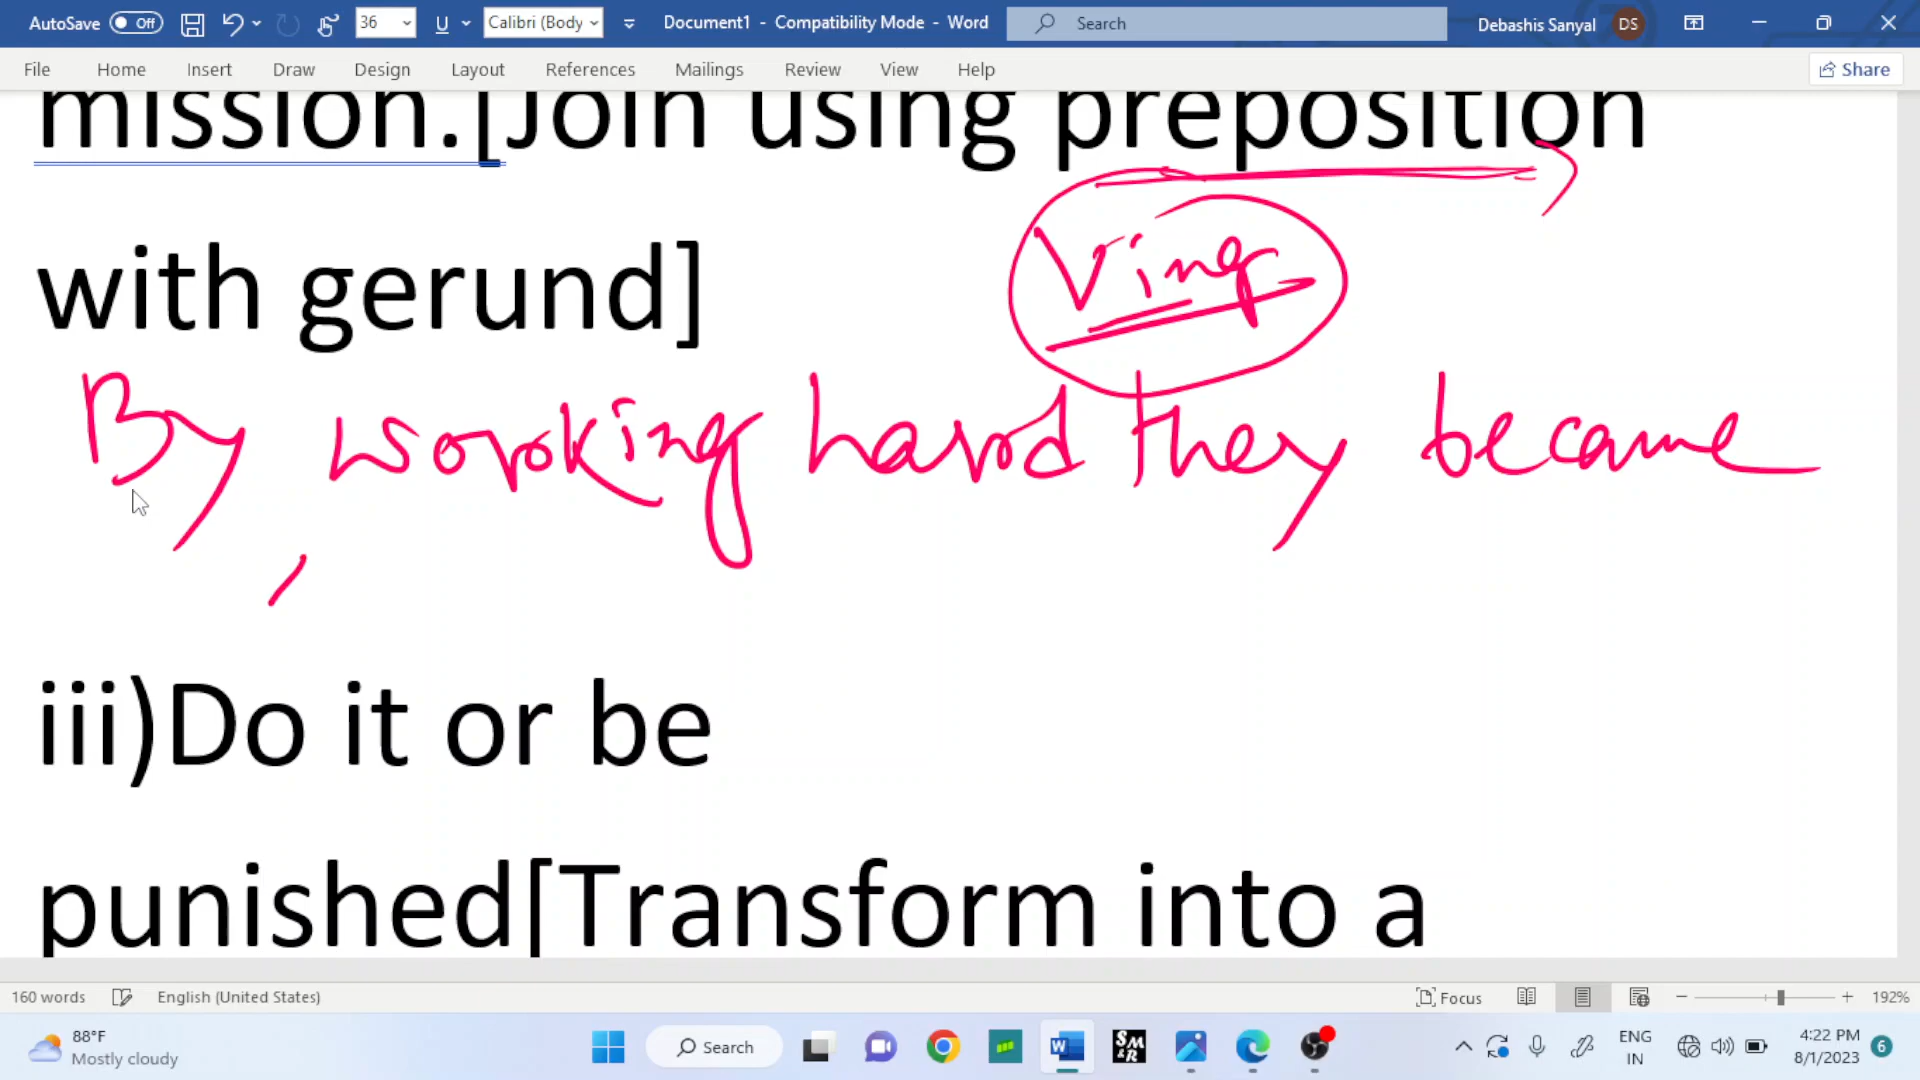 AutoSave Off 36 U Calibri (Body Document1 - Compatibility Mode - Word Search Debashis Sanyal DS
File Home Insert Draw Design Layout References Mailings Review View Help Share
mission.[Join using preposition
with gerund]
Ving
By working hard they became
iii)Do it or be
punished[Transform into a
160 words English (United States) Focus 192%
88°F
Mostly cloudy
Search
SM&R
ENG
IN
4:22 PM
8/1/2023
6